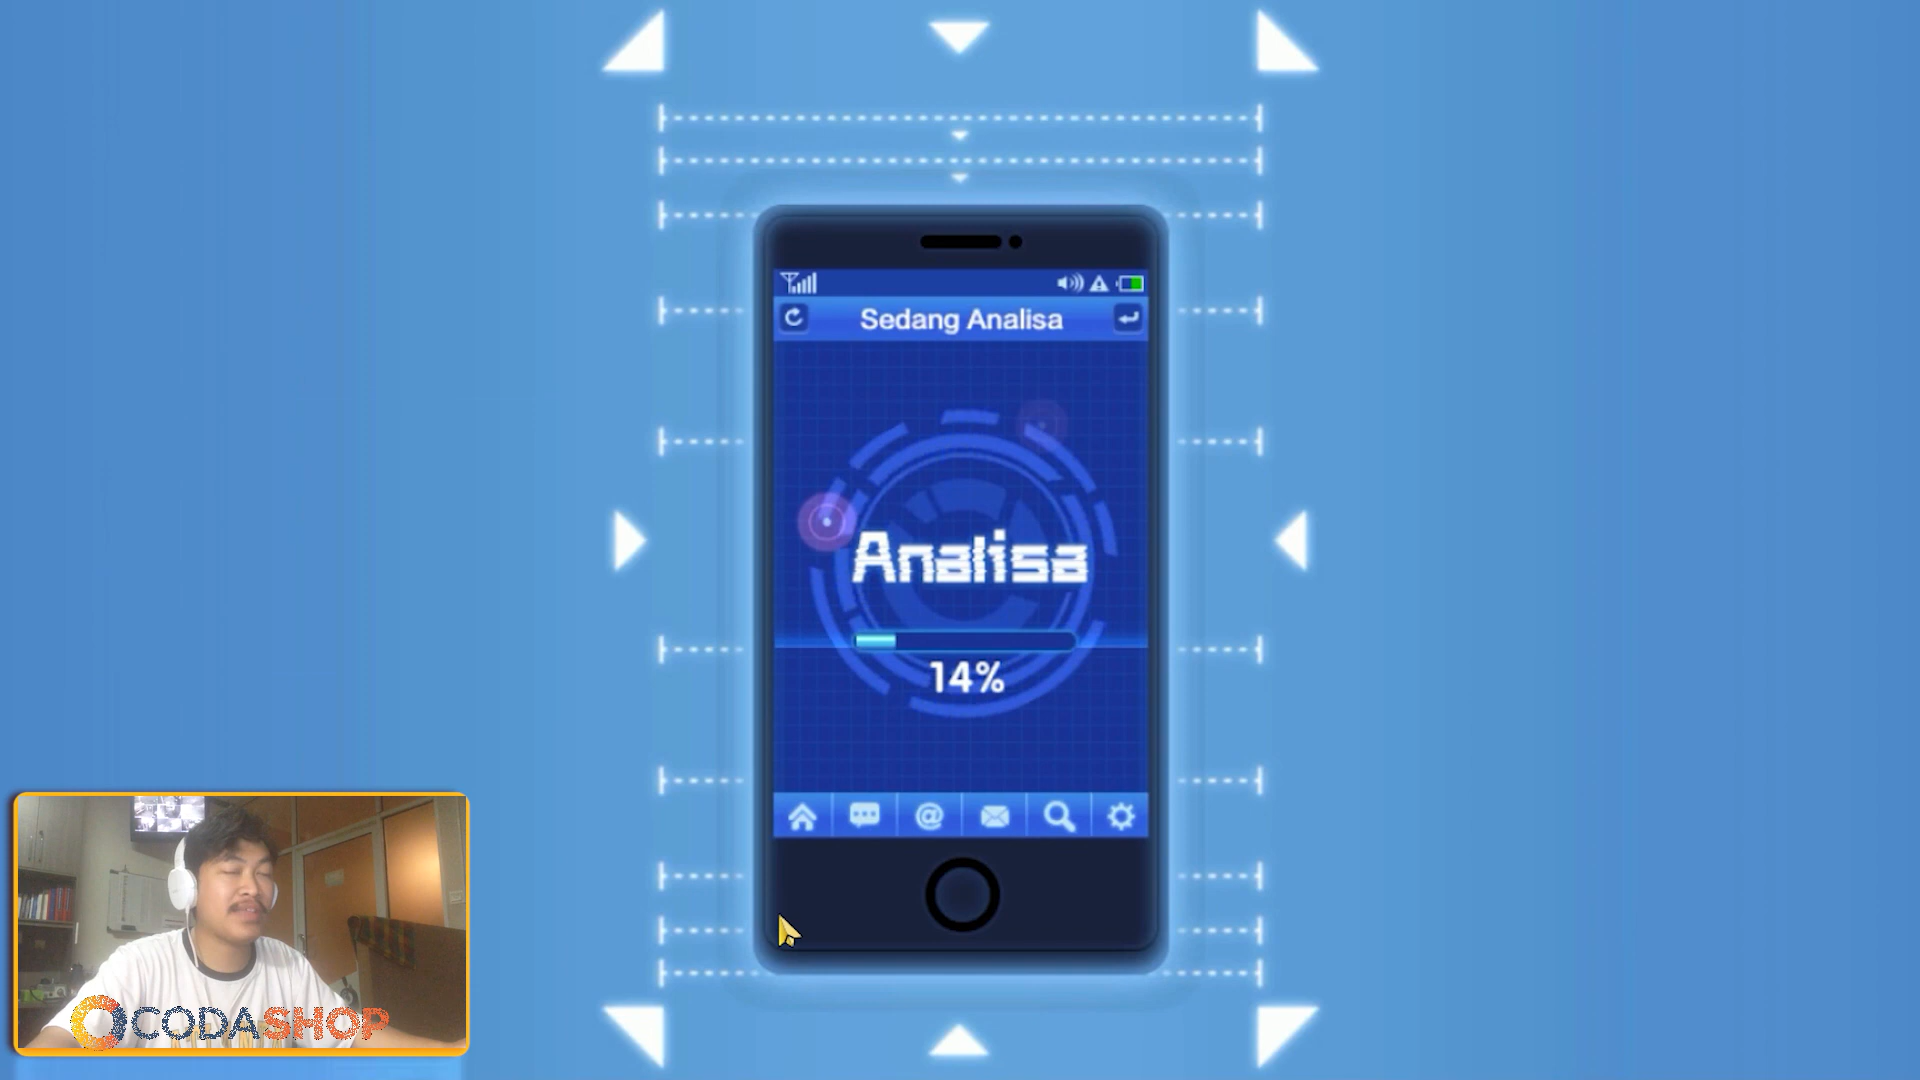 Sedang Analisa
Analisa
14%
@
CODASHOP